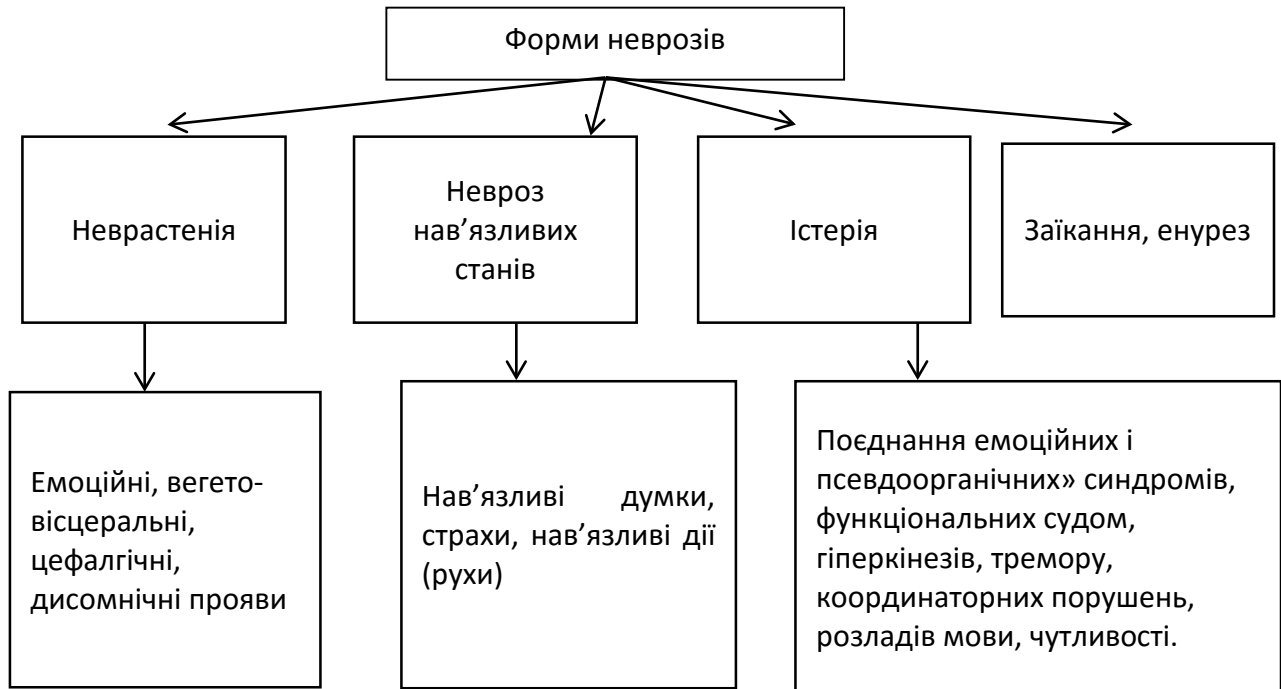 Форми неврозів
Неврастенія
Невроз
нав’язливих
станів
Істерія
Заїкання, енурез
Емоційні, вегето-
вісцеральні,
цефалгічні,
дисомнічні прояви
Нав’язливі думки,
страхи, нав’язливі дії
(рухи)
Поєднання емоційних і
псевдоорганічних» синдромів,
функціональних судом,
гіперкінезів, тремору,
координаторних порушень,
розладів мови, чутливості.